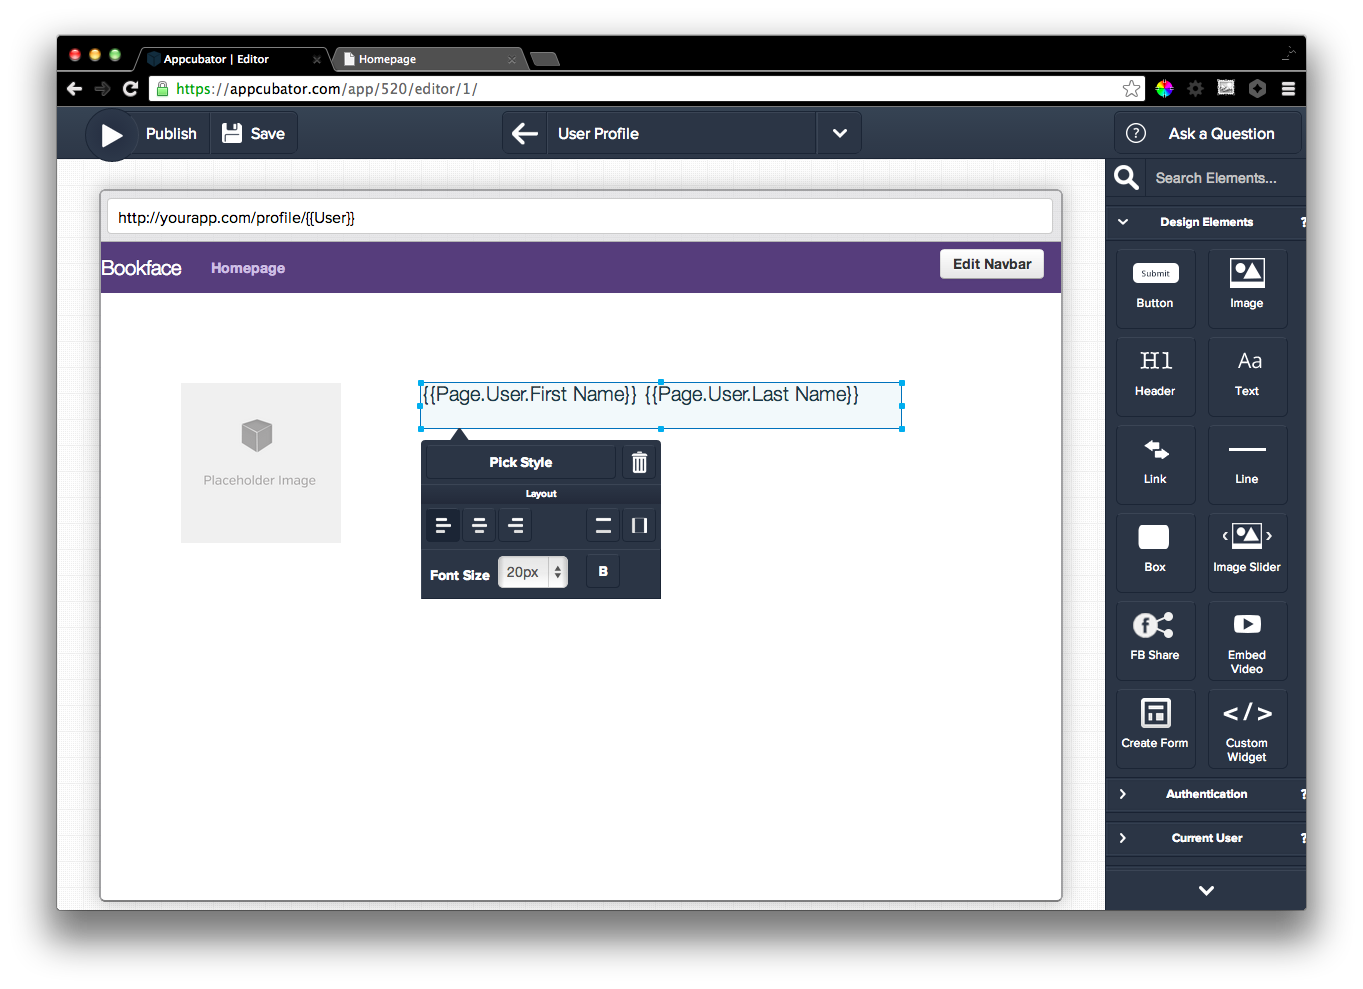 Appcubator | Editor
Homepage
https://appcubator.com/app/520/editor/1/
Publish
Save
User Profile
? Ask a Question
Search Elements...
http://yourapp.com/profile/{{User}}
Bookface
Homepage
Edit Navbar
Placeholder Image
{{Page.User.First Name}} {{Page.User.Last Name}}
Pick Style
Layout
Font Size
20px
B
Design Elements ?
Submit
Button
Image
H1
Header
Aa
Text
Link
Line
Box
Image Slider
f
FB Share
Embed
Video
Create Form
</>
Custom
Widget
Authentication ?
Current User ?